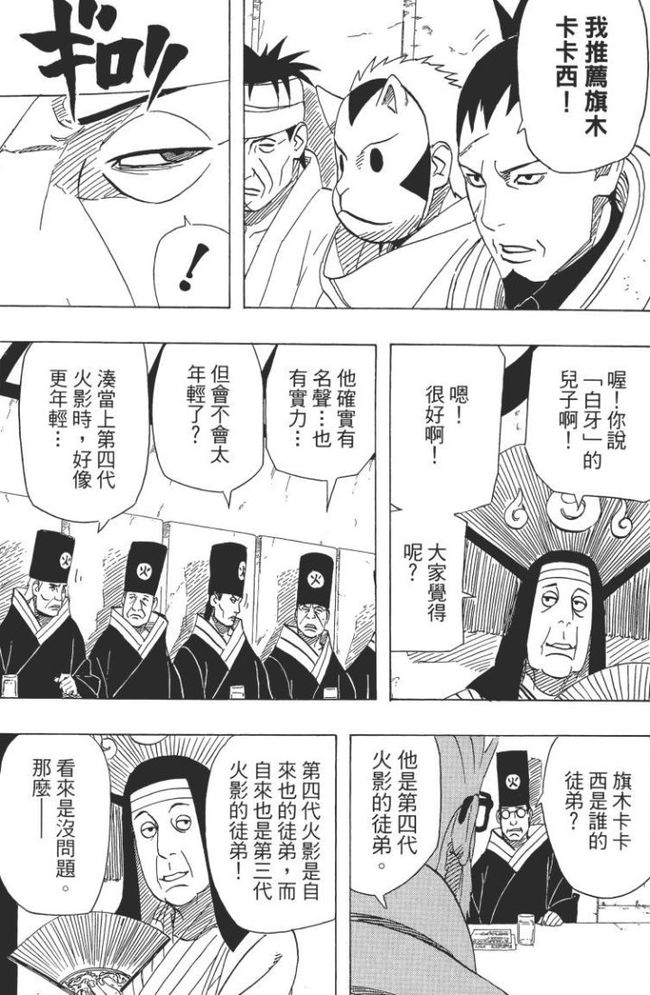 我推薦旗木
卡卡西！
ギロリ
！
喔！你說
「白牙」的
兒子啊！
嗯！
很好啊！
大家覺得
呢？
他確實有
名聲⋯也
有實力⋯
但會不會太
年輕了？
湊當上第四代
火影時，好像
更年輕⋯
火
火
火
火
旗木卡卡
西是誰的
徒弟？
火
他是第四代
火影的徒弟。
第四代火影是自
來也的徒弟，而
自來也是第三代
火影的徒弟！
看來是沒問題。
那麼——